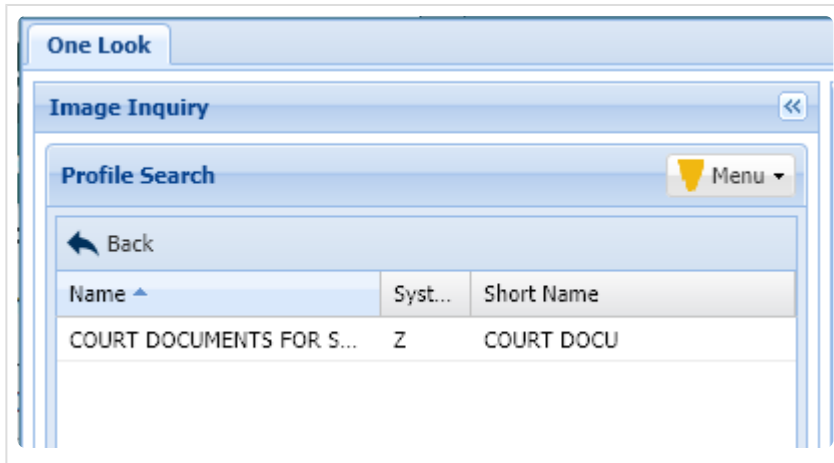 One Look
Image Inquiry
Profile Search Menu
Back
Name Syst... Short Name
COURT DOCUMENTS FOR S... Z COURT DOCU